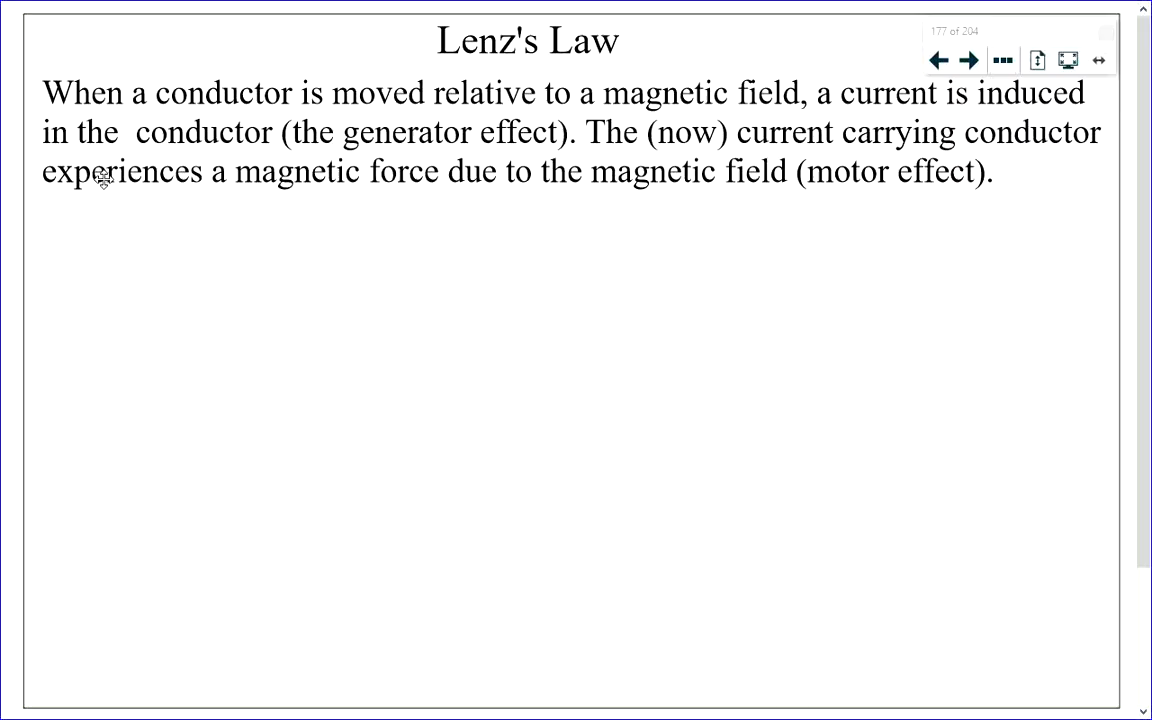 Lenz's Law
177 of 204
When a conductor is moved relative to a magnetic field, a current is induced
in the conductor (the generator effect). The (now) current carrying conductor
experiences a magnetic force due to the magnetic field (motor effect).